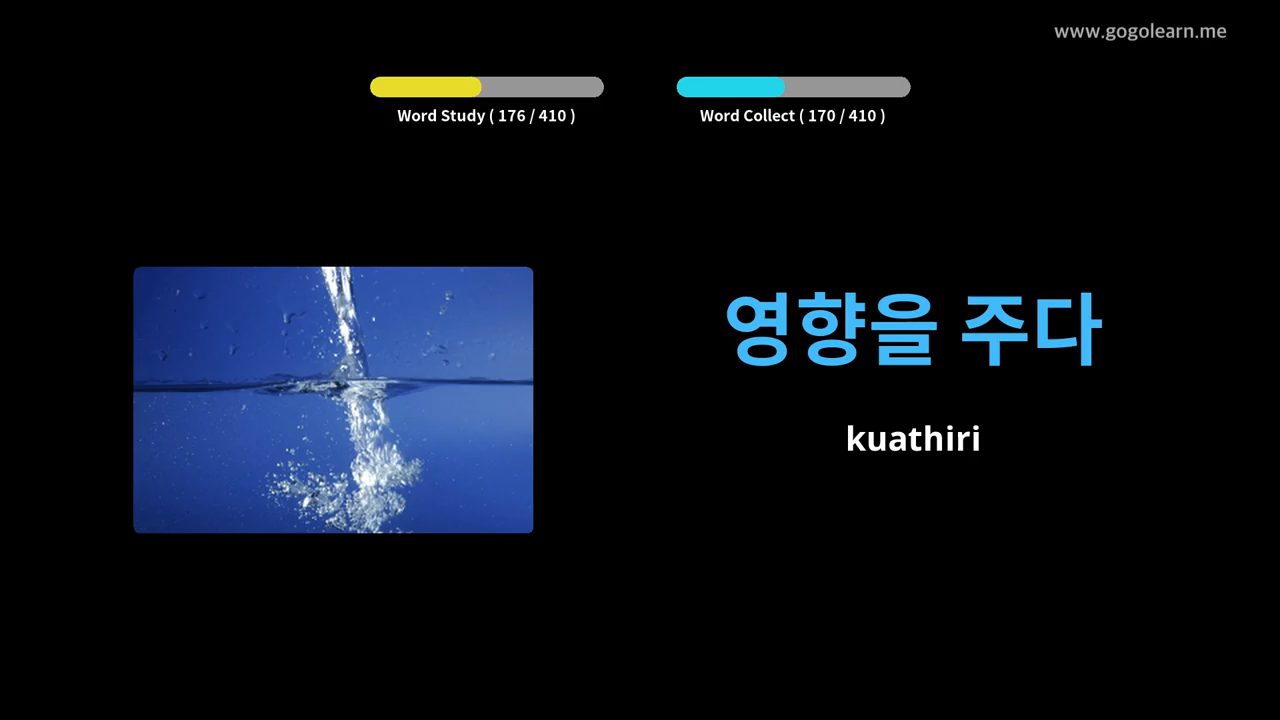 www.gogolearn.me
Word Study ( 176 / 410 )
Word Collect ( 170 / 410 )
영향을 주다
kuathiri